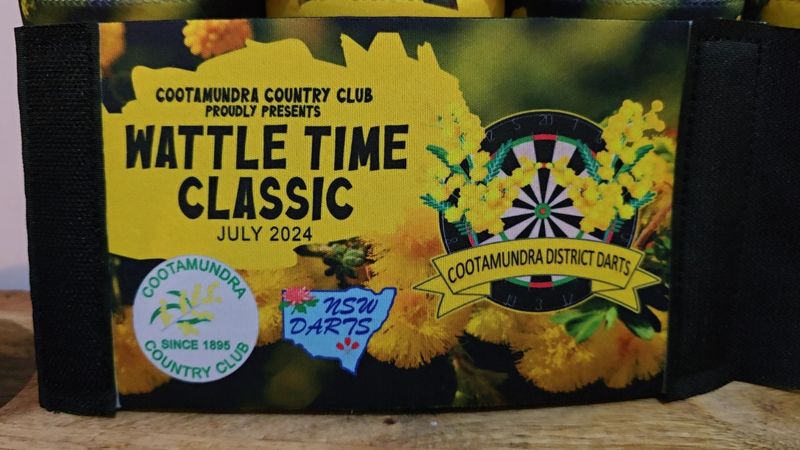 COOTAMUNDRA COUNTRY CLUB
PROUDLY PRESENTS
WATTLE TIME
CLASSIC
JULY 2024
COOTAMUNDRA DISTRICT DARTS
COOTAMUNDRA
SINCE 1895
COUNTRY CLUB
NSW
DARTS